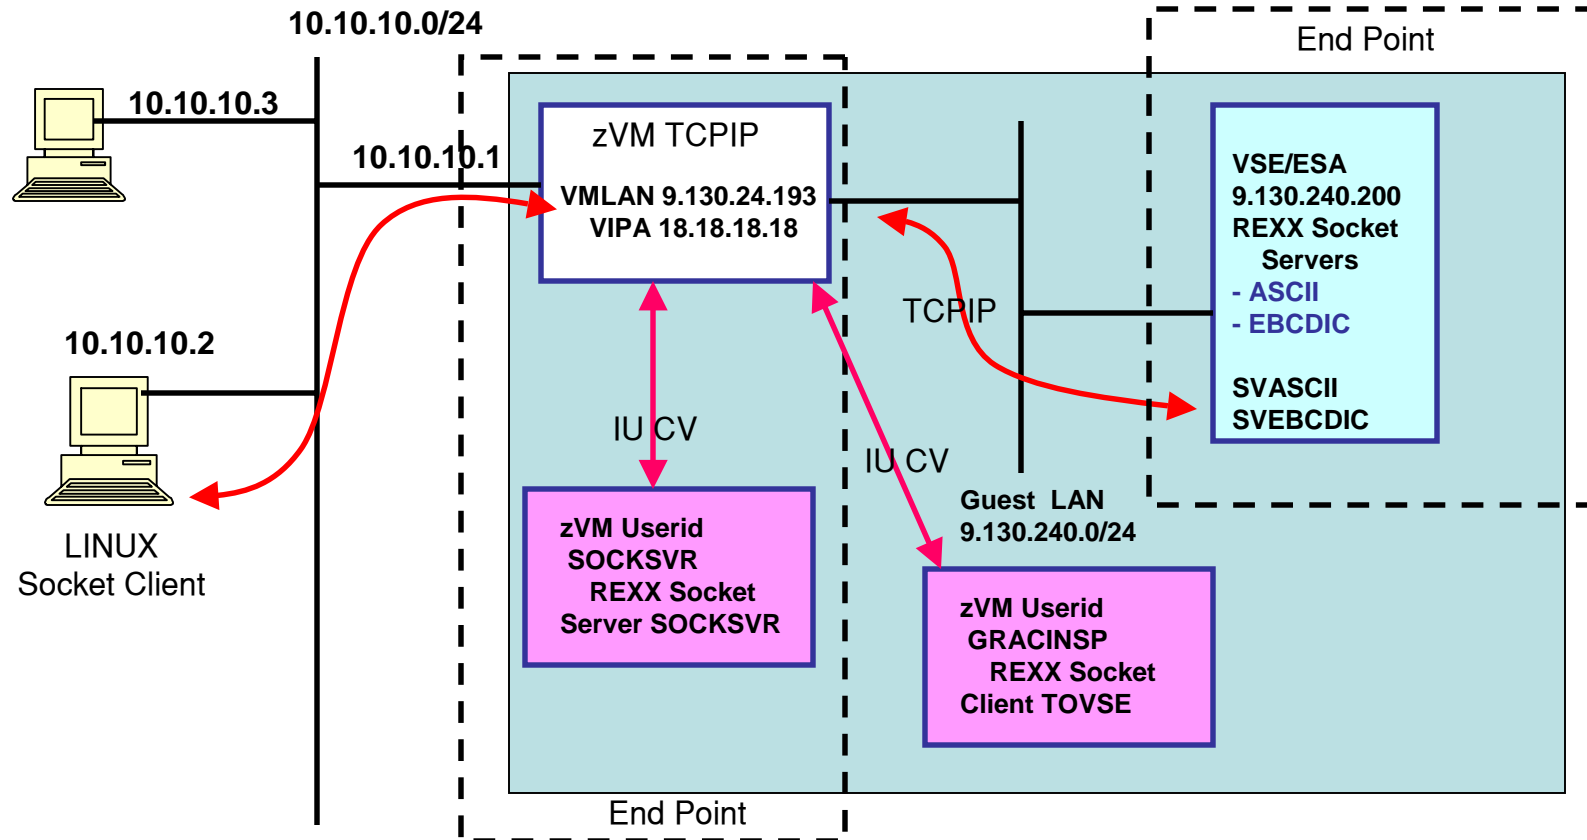 10.10.10.0/24
End Point
10.10.10.3
10.10.10.1
zVM TCPIP
VMLAN 9.130.24.193
VIPA 18.18.18.18
VSE/ESA
9.130.240.200
REXX Socket
Servers
- ASCII
- EBCDIC
SVASCII
SVEBCDIC
TCPIP
10.10.10.2
IU CV
IU CV
LINUX
Socket Client
Guest LAN
9.130.240.0/24
zVM Userid
SOCKSVR
REXX Socket
Server SOCKSVR
zVM Userid
GRACINSP
REXX Socket
Client TOVSE
End Point